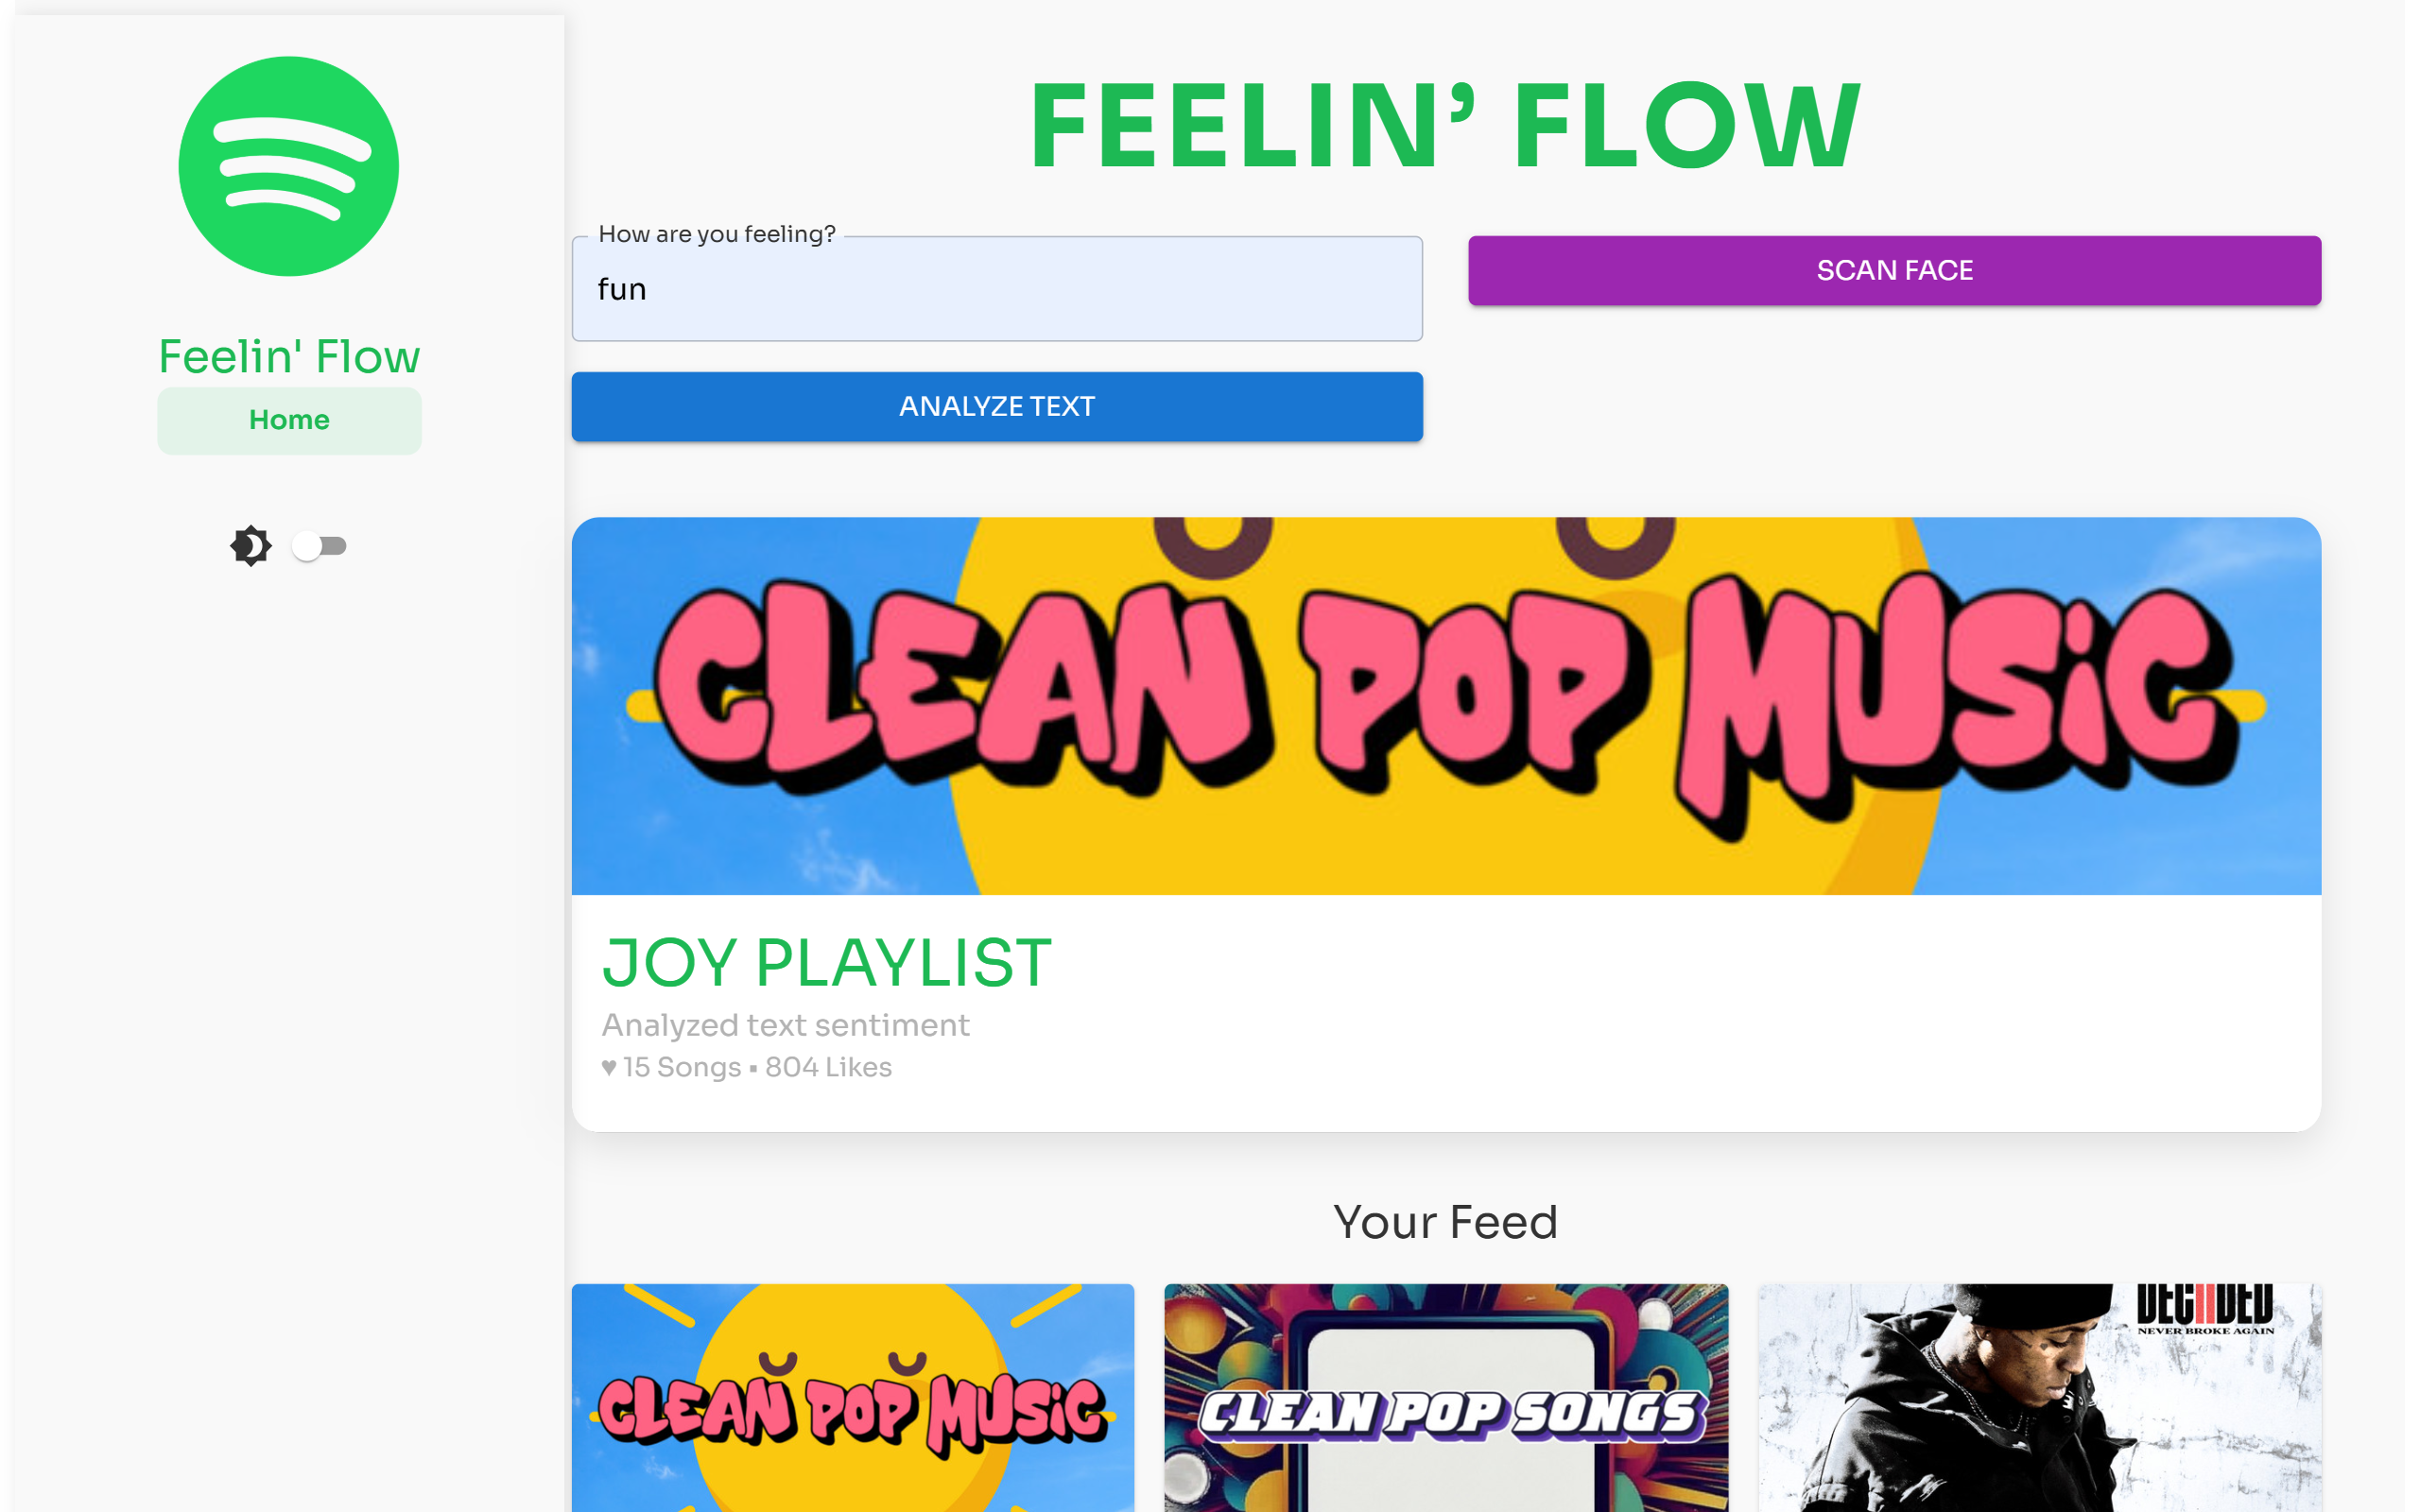 FEELIN’ FLOW
Feelin' Flow
Home
How are you feeling?
fun
SCAN FACE
ANALYZE TEXT
CLEAN POP MUSiC
JOY PLAYLIST
Analyzed text sentiment
♥ 15 Songs • 804 Likes
Your Feed
CLEAN POP MUSiC
CLEAN POP SONGS
DECIDED
NEVER BROKE AGAIN